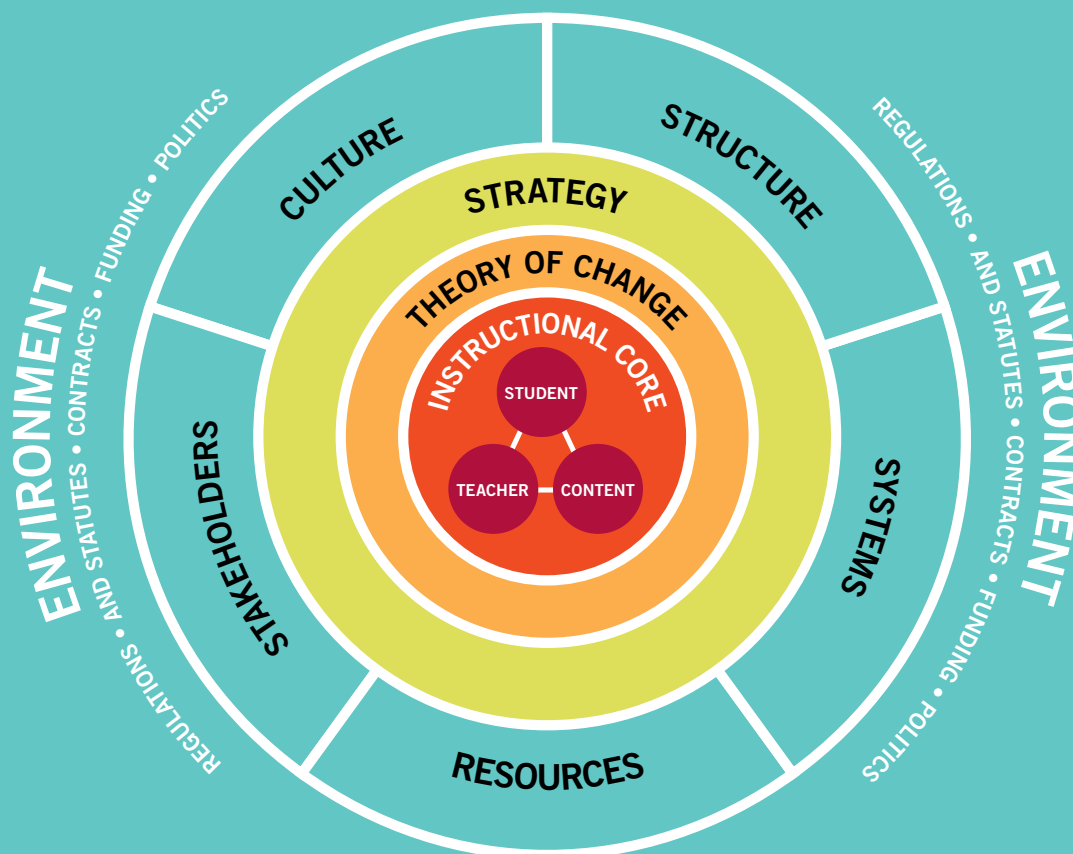 ENVIRONMENT
REGULATIONS • AND STATUTES • CONTRACTS • FUNDING • POLITICS
CULTURE
STRUCTURE
STRATEGY
THEORY OF CHANGE
INSTRUCTIONAL CORE
STUDENT
TEACHER
CONTENT
STAKEHOLDERS
SYSTEMS
RESOURCES
REGULATIONS • AND STATUTES • CONTRACTS • FUNDING • POLITICS
ENVIRONMENT